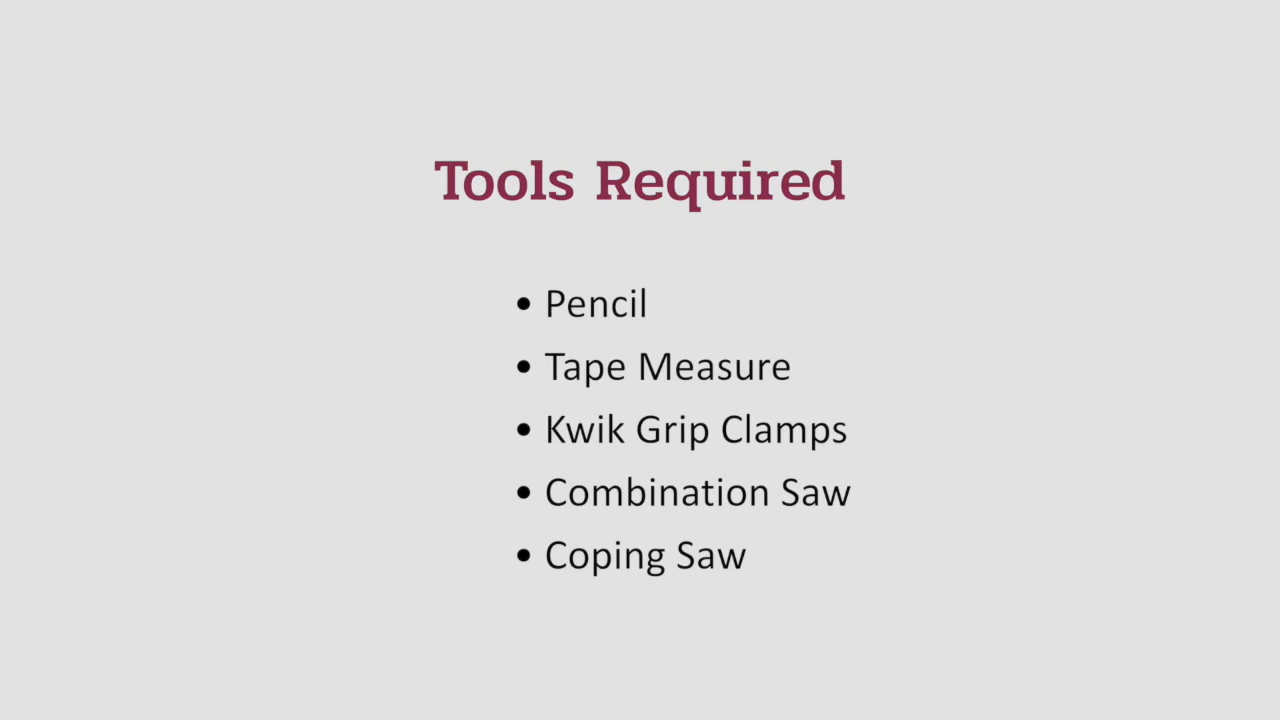 Tools Required
• Pencil
• Tape Measure
• Kwik Grip Clamps
• Combination Saw
• Coping Saw